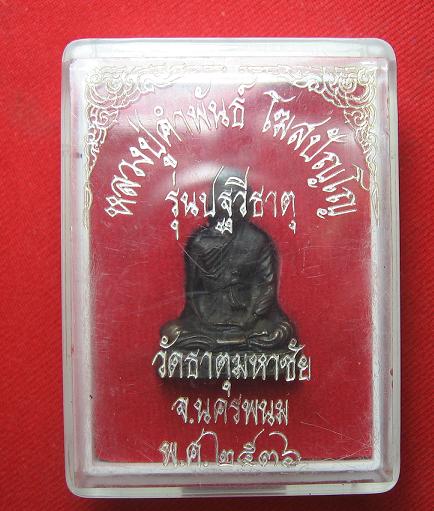 หลวงปู่คำพันธ์ โฆสปัญโญ
รุ่นปฐวีธาตุ
วัดธาตุมหาชัย
จ.นครพนม
พ.ศ.๒๕๓๖